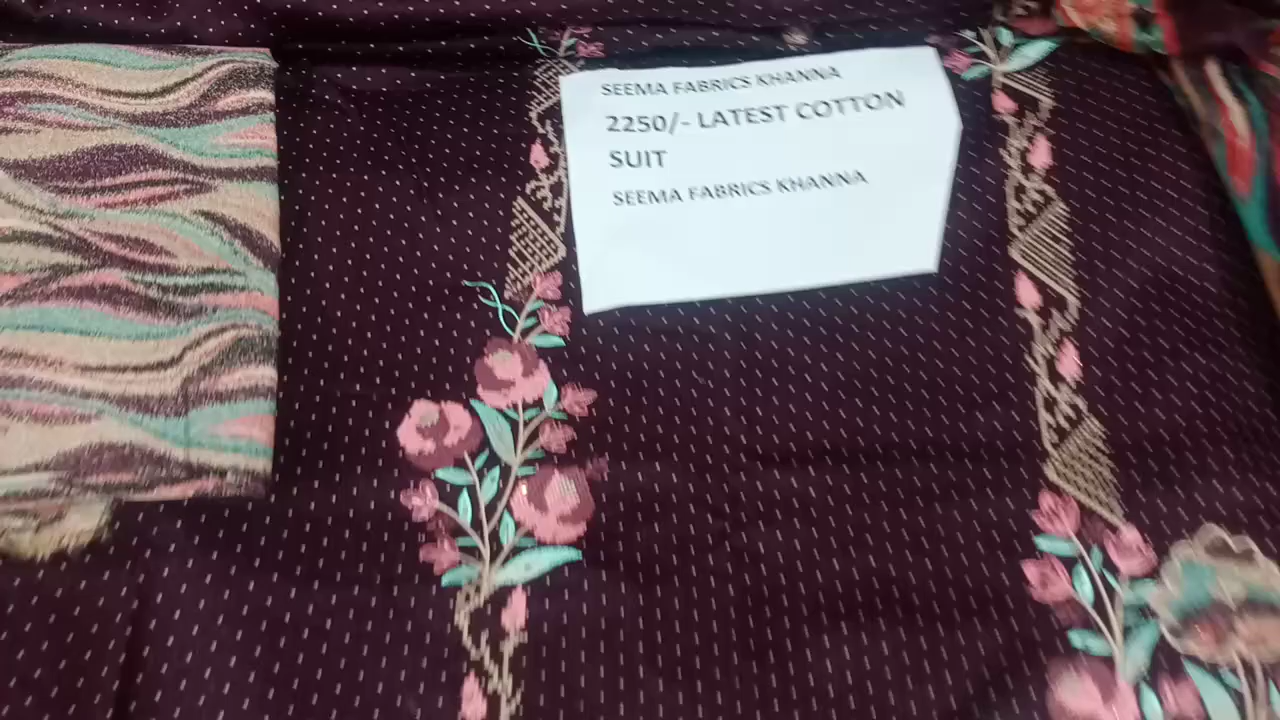 SEEMA FABRICS KHANNA
2250/- LATEST COTTON
SUIT
SEEMA FABRICS KHANNA